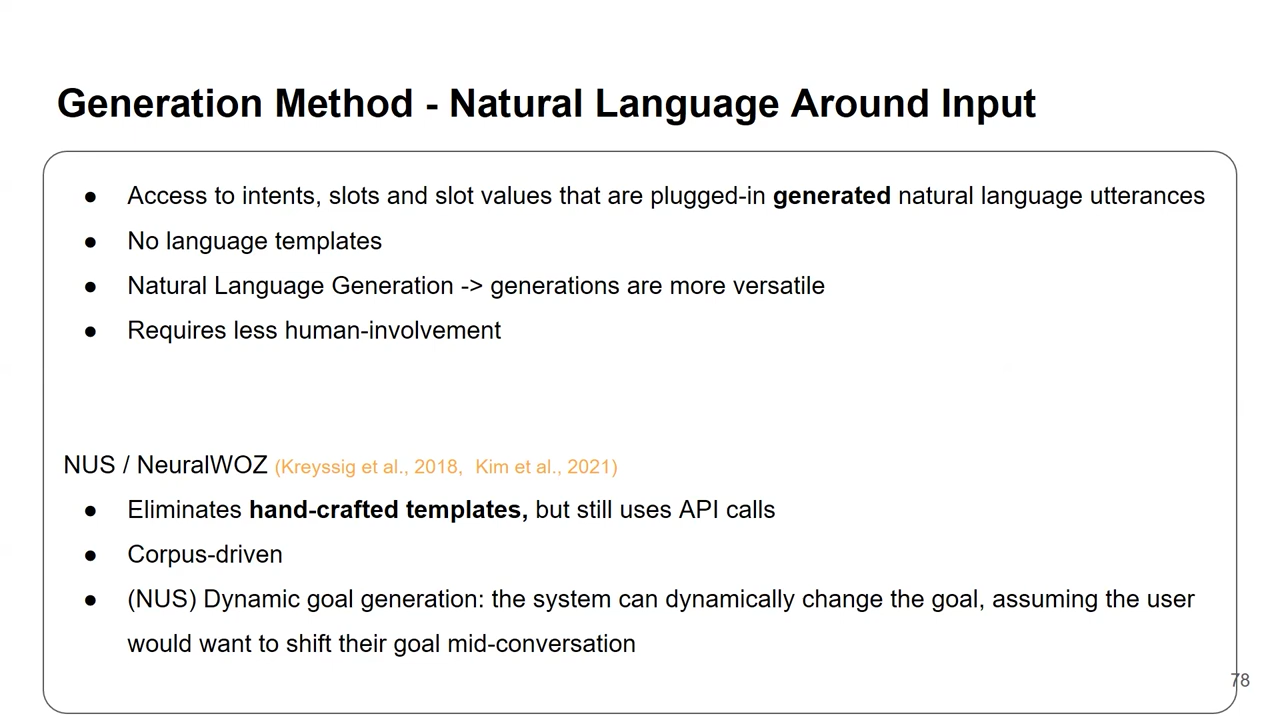 Generation Method - Natural Language Around Input
● Access to intents, slots and slot values that are plugged-in generated natural language utterances
● No language templates
● Natural Language Generation -> generations are more versatile
● Requires less human-involvement
NUS / NeuralWOZ (Kreyssig et al., 2018, Kim et al., 2021)
● Eliminates hand-crafted templates, but still uses API calls
● Corpus-driven
● (NUS) Dynamic goal generation: the system can dynamically change the goal, assuming the user
would want to shift their goal mid-conversation
78